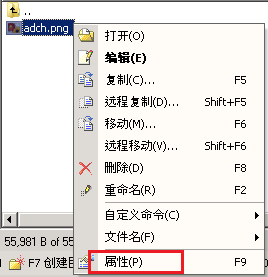 ..
adch.png
打开(O)
编辑(E)
复制(C)... F5
远程复制(D)... Shift+F5
移动(M)... F6
远程移动(V)... Shift+F6
删除(D) F8
重命名(R) F2
自定义命令(C)
文件名(F)
55,981 B of 55
属性(P) F9
F7 创建目